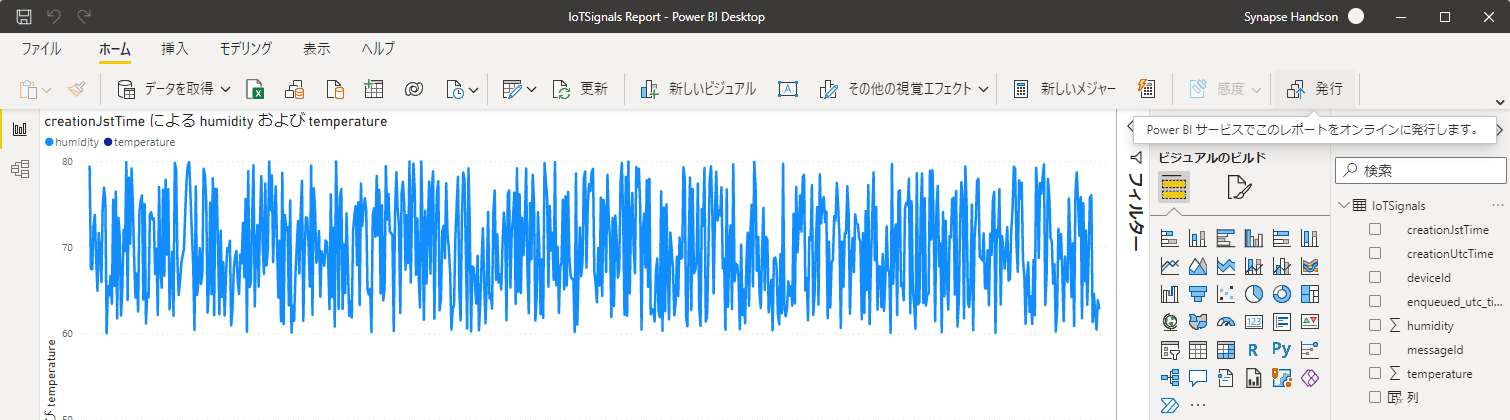 IoTSignals Report - Power BI Desktop
Synapse Handson
ファイル ホーム 挿入 モデリング 表示 ヘルプ
データを取得 更新 新しいビジュアル その他の視覚エフェクト 新しいメジャー 感度 発行
Power BI サービスでこのレポートをオンラインに発行します。
creationJstTime による humidity および temperature
humidity temperature
80
70
60
50
び temperature
フィルター
ビジュアルのビルド
123
R Py
検索
IoTSignals
creationJstTime
creationUtcTime
deviceId
enqueued_utc_ti...
humidity
messageId
temperature
列